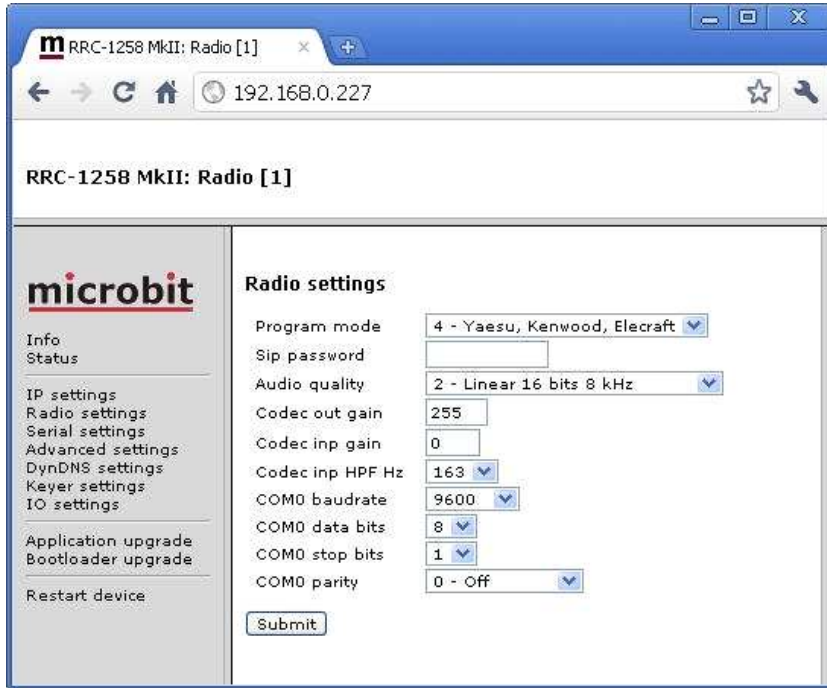 m RRC-1258 MkII: Radio [1]
192.168.0.227
RRC-1258 MkII: Radio [1]
microbit
Info
Status
IP settings
Radio settings
Serial settings
Advanced settings
DynDNS settings
Keyer settings
IO settings
Application upgrade
Bootloader upgrade
Restart device
Radio settings
Program mode 4 - Yaesu, Kenwood, Elecraft
Sip password
Audio quality 2 - Linear 16 bits 8 kHz
Codec out gain 255
Codec inp gain 0
Codec inp HPF Hz 163
COM0 baudrate 9600
COM0 data bits 8
COM0 stop bits 1
COM0 parity 0 - Off
Submit